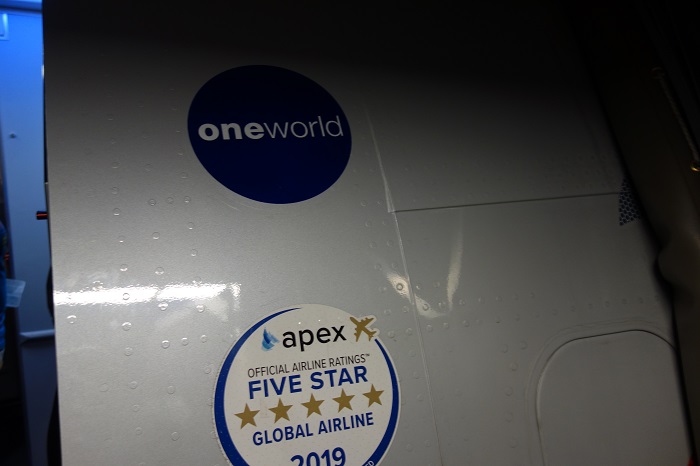 oneworld
apex
OFFICIAL AIRLINE RATINGS™
FIVE STAR
GLOBAL AIRLINE
2019